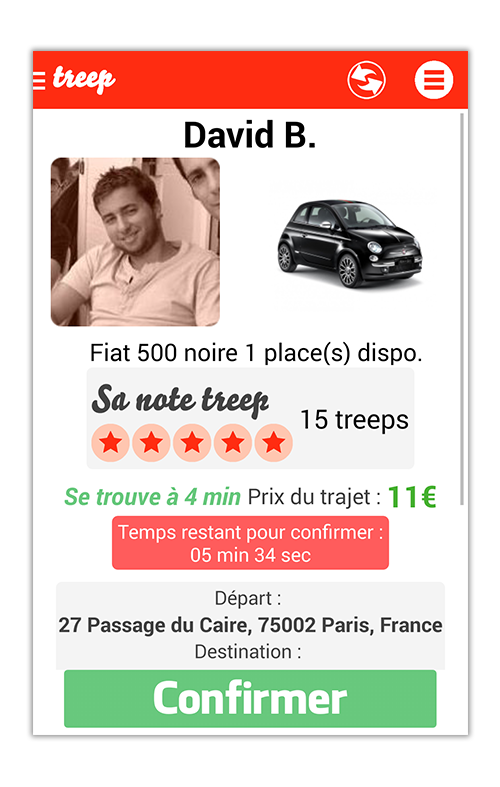 treep
David B.
Fiat 500 noire 1 place(s) dispo.
Sa note treep
15 treeps
Se trouve à 4 min Prix du trajet : 11€
Temps restant pour confirmer :
05 min 34 sec
Départ :
27 Passage du Caire, 75002 Paris, France
Destination :
Confirmer